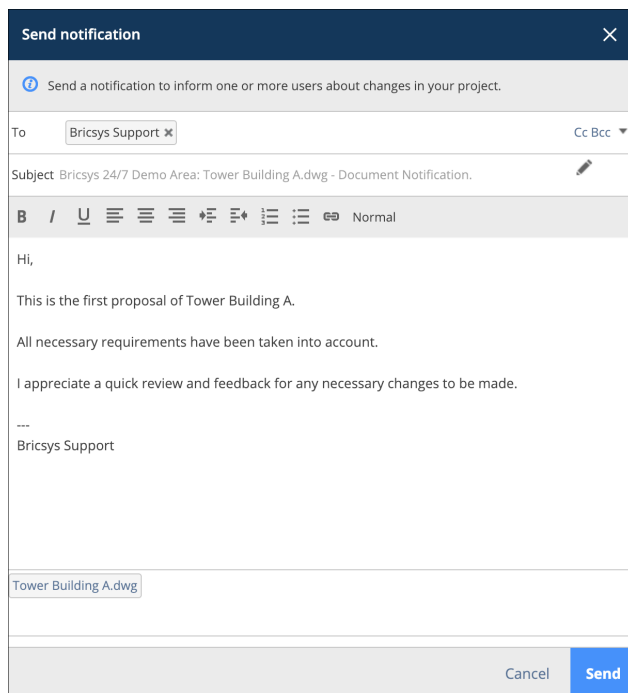 Send notification
Send a notification to inform one or more users about changes in your project.
To Bricsys Support Cc Bcc
Subject Bricsys 24/7 Demo Area: Tower Building A.dwg - Document Notification.
B I U Normal
Hi,
This is the first proposal of Tower Building A.
All necessary requirements have been taken into account.
I appreciate a quick review and feedback for any necessary changes to be made.
---
Bricsys Support
Tower Building A.dwg
Cancel Send